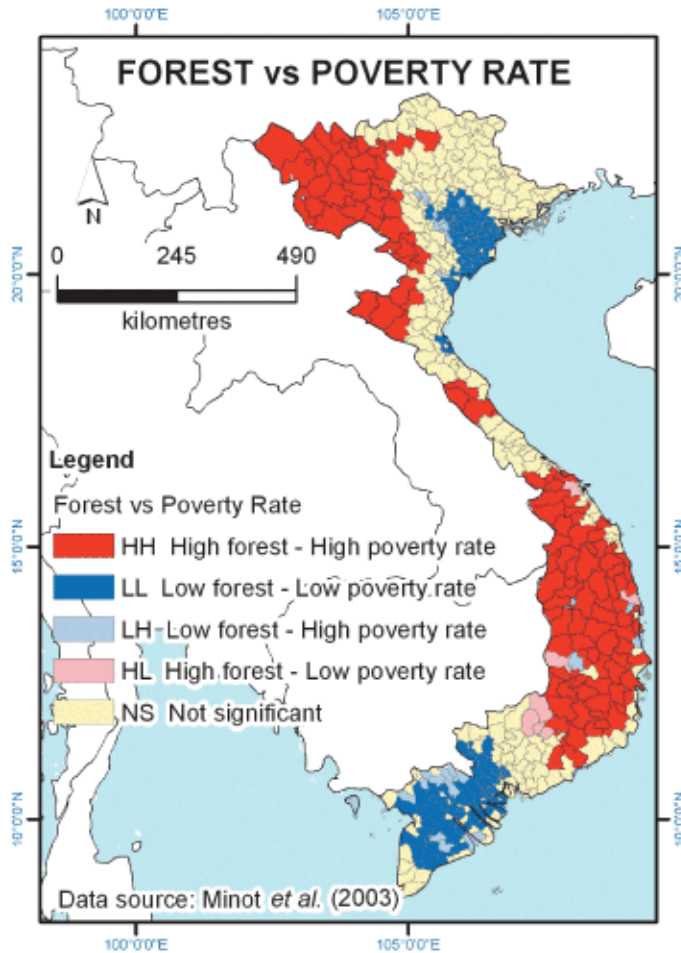 100°0'0"E 105°0'0"E
FOREST vs POVERTY RATE
N
0 245 490
kilometres
20°0'0"N 20°0'0"N
Legend
Forest vs Poverty Rate
HH High forest - High poverty rate
15°0'0"N 15°0'0"N
LL Low forest - Low poverty rate
LH Low forest - High poverty rate
HL High forest - Low poverty rate
NS Not significant
10°0'0"N 10°0'0"N
Data source: Minot et al. (2003)
100°0'0"E 105°0'0"E